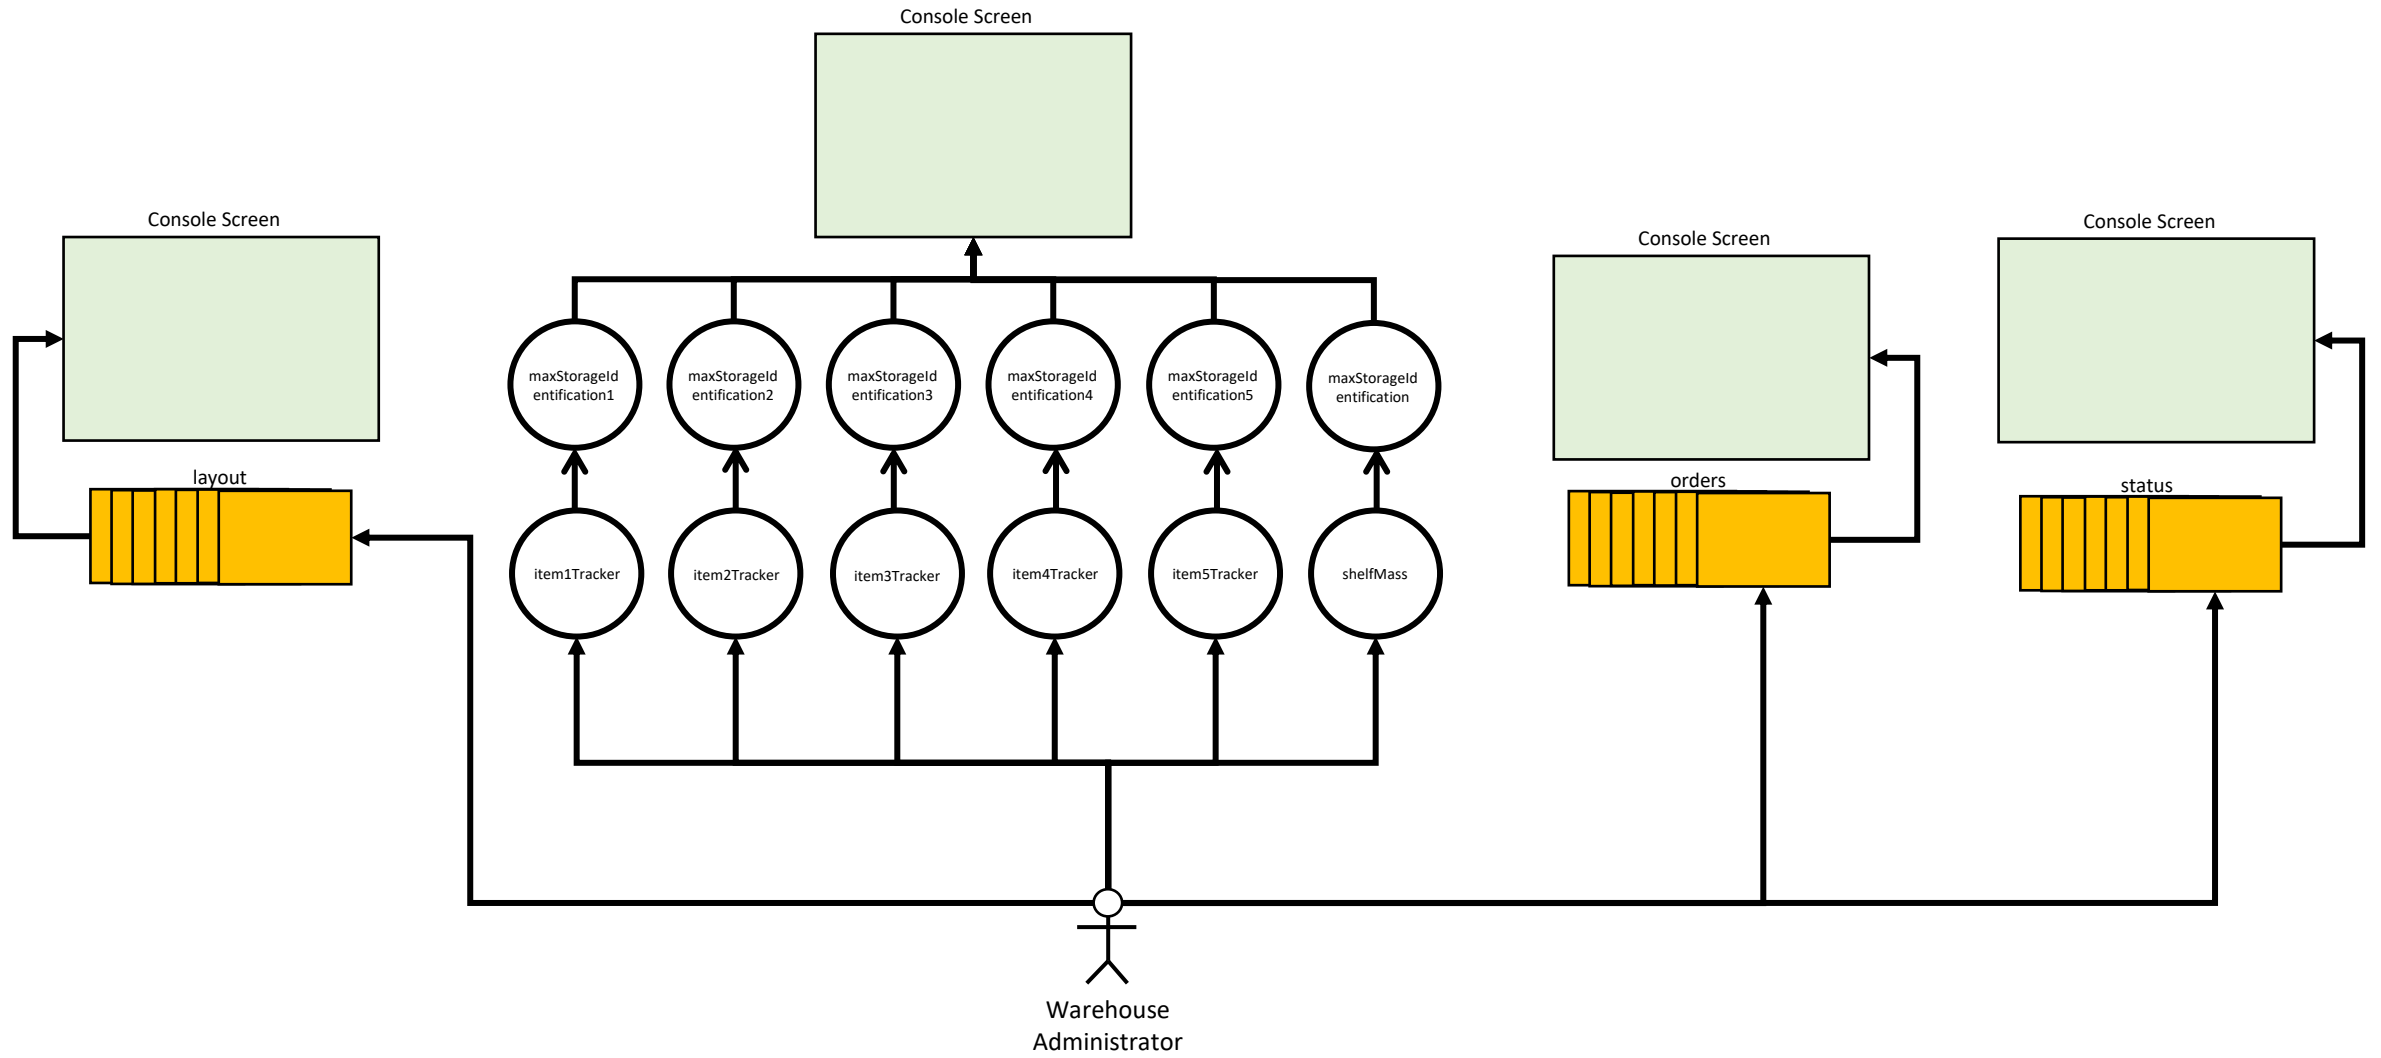 Console Screen
Console Screen
Console Screen
Console Screen
maxStorageId
entification1
maxStorageId
entification2
maxStorageId
entification3
maxStorageId
entification4
maxStorageId
entification5
maxStorageId
entification
layout
orders
status
item1Tracker
item2Tracker
item3Tracker
item4Tracker
item5Tracker
shelfMass
Warehouse
Administrator